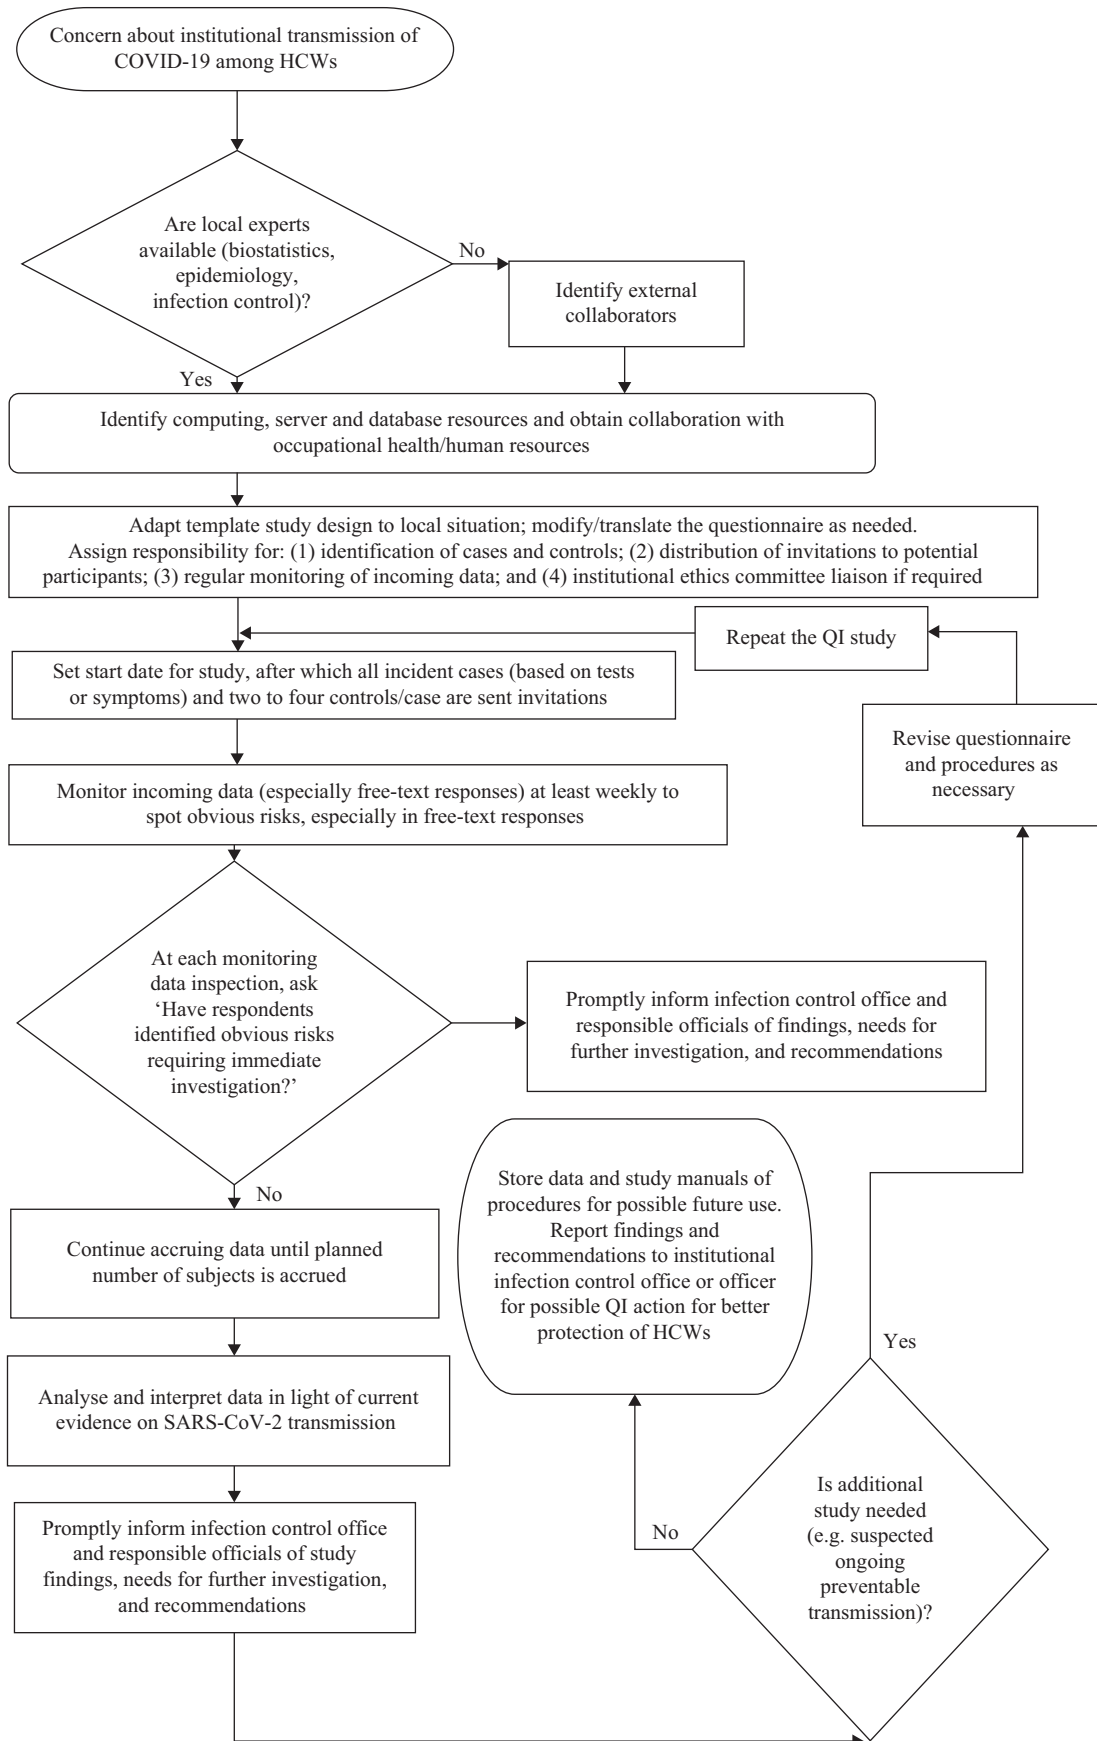 Concern about institutional transmission of
COVID-19 among HCWs
Are local experts
available (biostatistics,
epidemiology,
infection control)?
No
Identify external
collaborators
Yes
Identify computing, server and database resources and obtain collaboration with
occupational health/human resources
Adapt template study design to local situation; modify/translate the questionnaire as needed.
Assign responsibility for: (1) identification of cases and controls; (2) distribution of invitations to potential
participants; (3) regular monitoring of incoming data; and (4) institutional ethics committee liaison if required
Repeat the QI study
Set start date for study, after which all incident cases (based on tests
or symptoms) and two to four controls/case are sent invitations
Revise questionnaire
and procedures as
necessary
Monitor incoming data (especially free-text responses) at least weekly to
spot obvious risks, especially in free-text responses
At each monitoring
data inspection, ask
‘Have respondents
identified obvious risks
requiring immediate
investigation?’
Promptly inform infection control office and
responsible officials of findings, needs for
further investigation, and recommendations
No
Continue accruing data until planned
number of subjects is accrued
Store data and study manuals of
procedures for possible future use.
Report findings and
recommendations to institutional
infection control office or officer
for possible QI action for better
protection of HCWs
Yes
Analyse and interpret data in light of current
evidence on SARS-CoV-2 transmission
Is additional
study needed
(e.g. suspected
ongoing
preventable
transmission)?
No
Promptly inform infection control office
and responsible officials of study
findings, needs for further investigation,
and recommendations